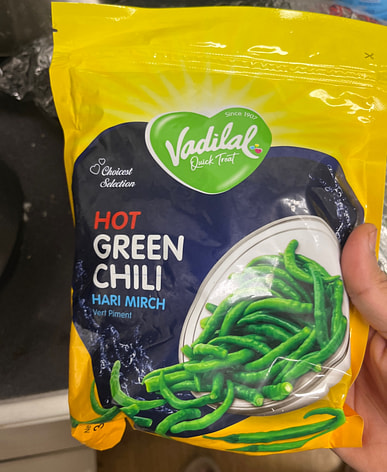 Since 1907
Vadilal
Quick Treat
Choicest
Selection
HOT
GREEN
CHILI
HARI MIRCH
Vert Piment